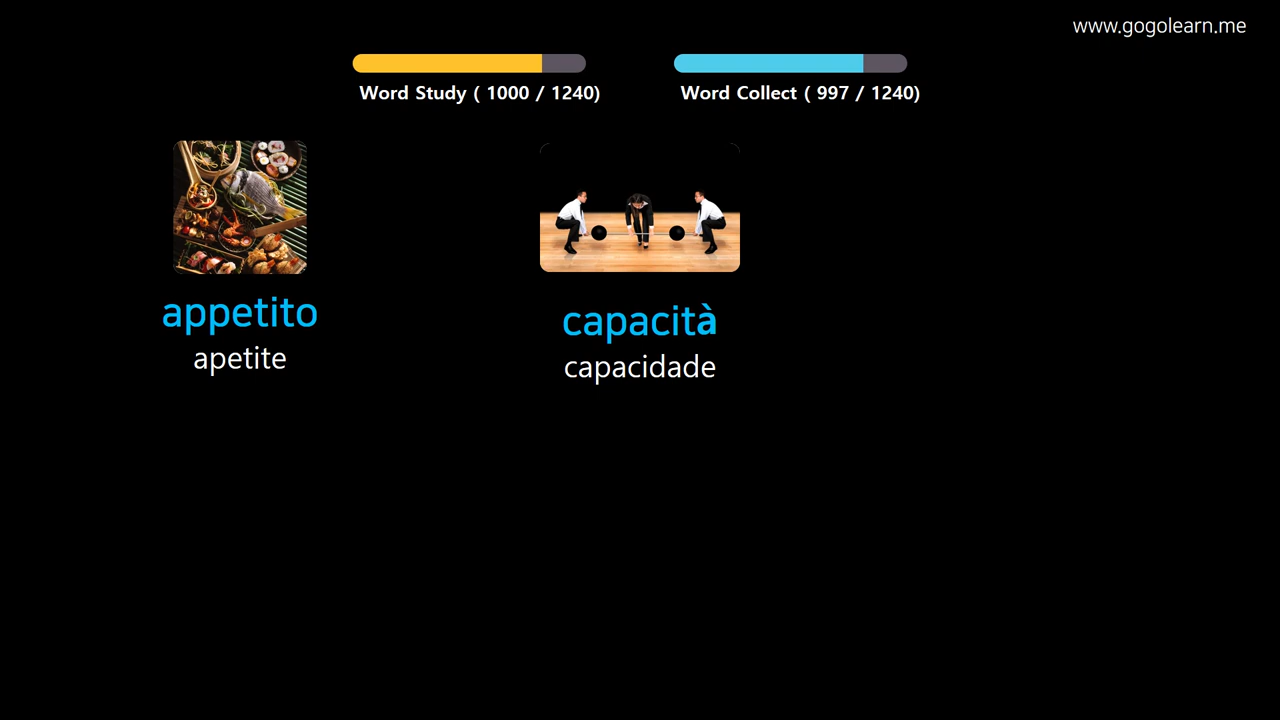 www.gogolearn.me
Word Study ( 1000 / 1240)
Word Collect ( 997 / 1240)
appetito
apetite
capacità
capacidade